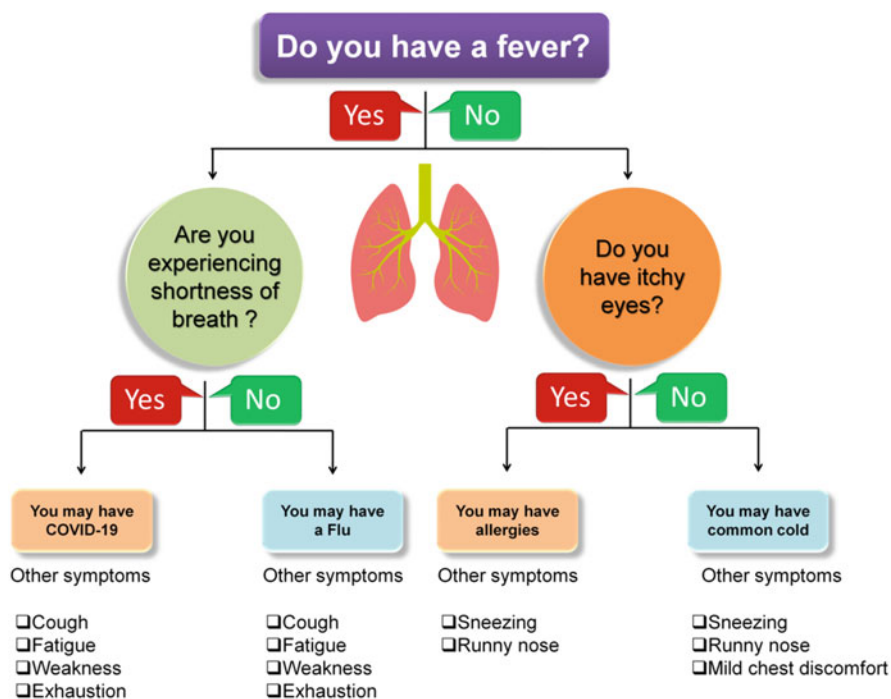 Do you have a fever?
Yes
No
Are you
experiencing
shortness of
breath ?
Do you
have itchy
eyes?
Yes
No
Yes
No
You may have
COVID-19
Other symptoms
❑Cough
❑Fatigue
❑Weakness
❑Exhaustion
You may have
a Flu
Other symptoms
❑Cough
❑Fatigue
❑Weakness
❑Exhaustion
You may have
allergies
Other symptoms
❑Sneezing
❑Runny nose
You may have
common cold
Other symptoms
❑Sneezing
❑Runny nose
❑Mild chest discomfort